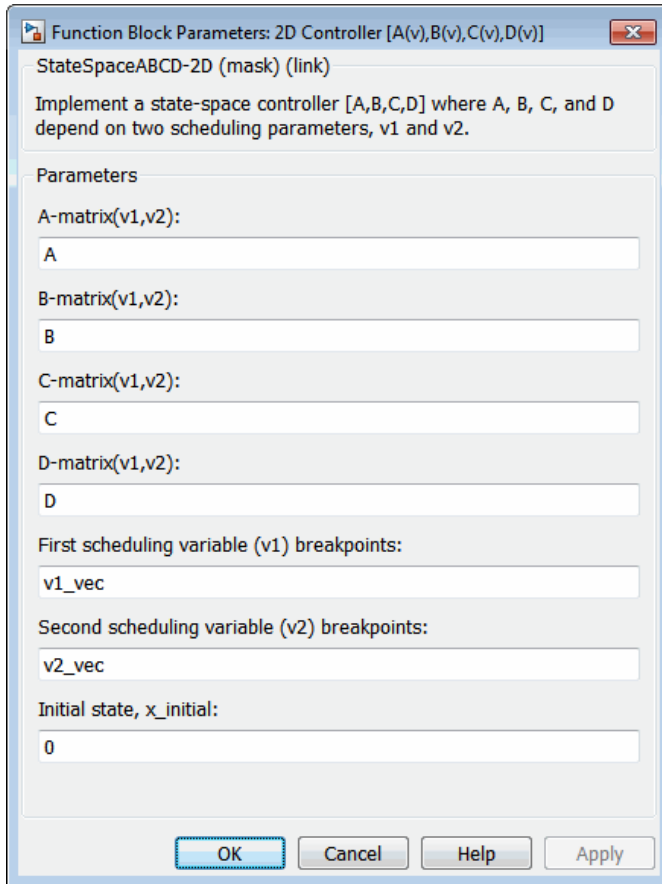 Function Block Parameters: 2D Controller [A(v),B(v),C(v),D(v)]
StateSpaceABCD-2D (mask) (link)
Implement a state-space controller [A,B,C,D] where A, B, C, and D
depend on two scheduling parameters, v1 and v2.
Parameters
A-matrix(v1,v2):
A
B-matrix(v1,v2):
B
C-matrix(v1,v2):
C
D-matrix(v1,v2):
D
First scheduling variable (v1) breakpoints:
v1_vec
Second scheduling variable (v2) breakpoints:
v2_vec
Initial state, x_initial:
0
OK Cancel Help Apply